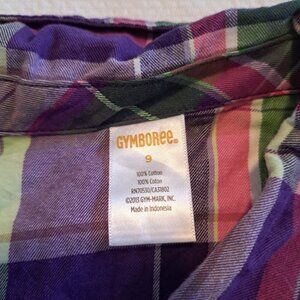 GYMBOREE®
9
100% Cotton
100% Coton
RN70530/CA31802
©2013 GYM-MARK, INC.
Made in Indonesia